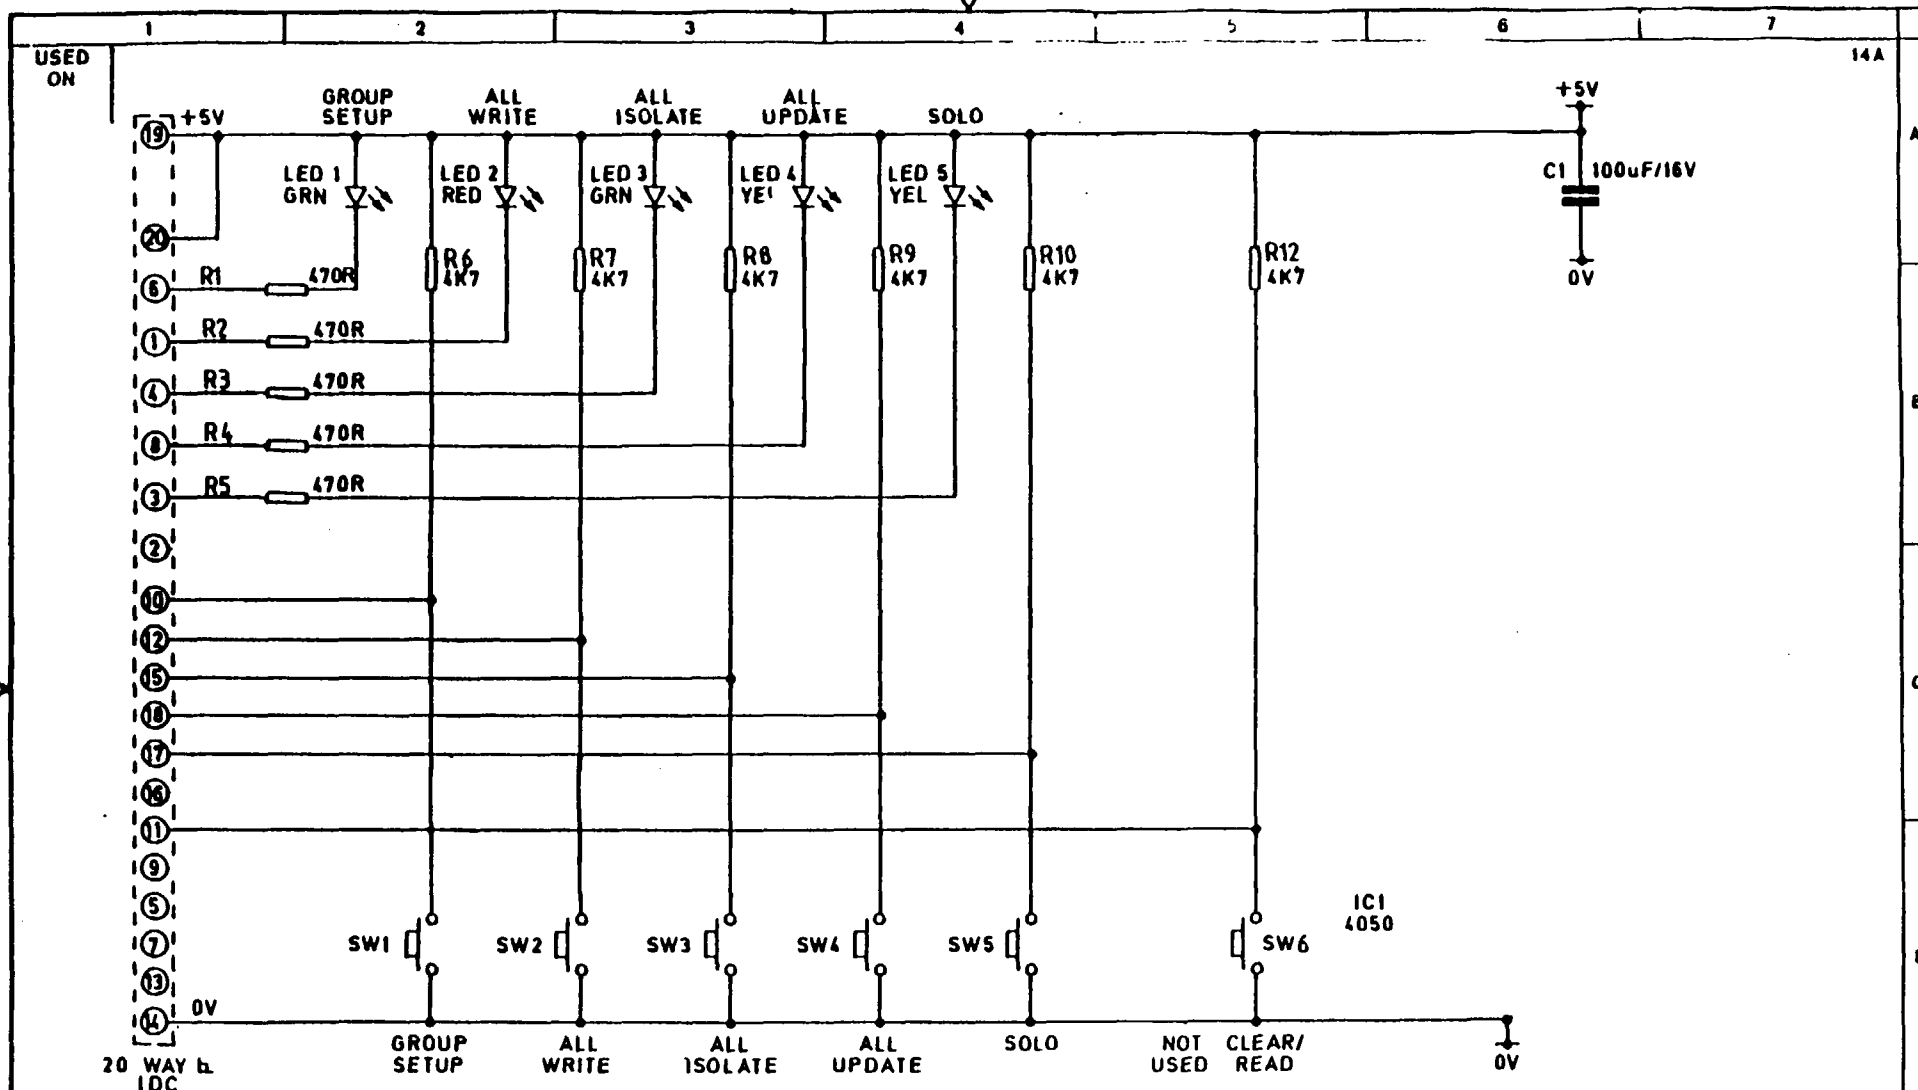 1 2 3 4 5 6 7
USED
ON
14A
GROUP
SETUP
ALL
WRITE
ALL
ISOLATE
ALL
UPDATE
SOLO
+5V
+5V
19
A
LED 1
GRN
LED 2
RED
LED 3
GRN
LED 4
LED 5
YEL
C1 100uF/16V
20
R6
4K7
R7
4K7
R8
4K7
R9
4K7
R10
4K7
R12
4K7
0V
6 R1 470R
1 R2 470R
4 R3 470R
8 R4 470R
3 R5 470R
2
10
12
15
18
17
16
11
9
5
7
13
14
0V
SW1
SW2
SW3
SW4
SW5
SW6
IC1
4050
GROUP
SETUP
ALL
WRITE
ALL
ISOLATE
ALL
UPDATE
SOLO
NOT
USED
CLEAR/
READ
0V
20 WAY
IDC